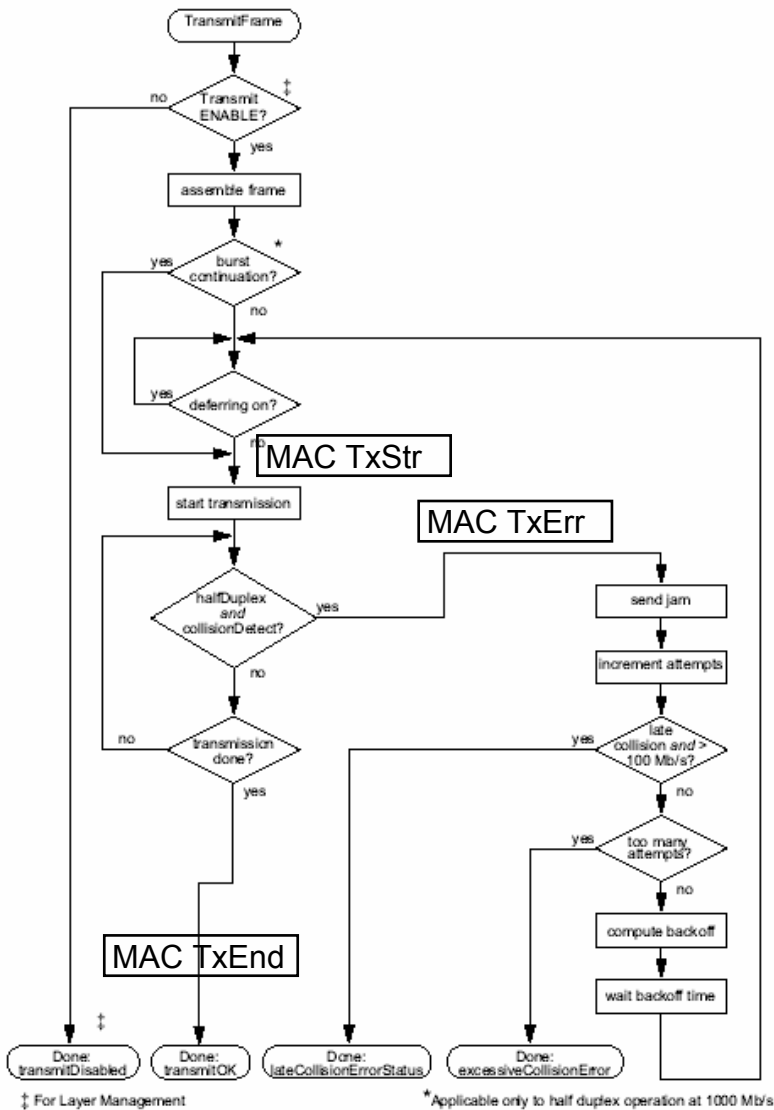 TransmitFrame
‡
no
Transmit
ENABLE?
yes
assemble frame
*
yes
burst
continuation?
no
yes
deferring on?
no
MAC TxStr
start transmission
MAC TxErr
halfDuplex
and
collisionDetect?
yes
send jam
no
increment attempts
no
transmission
done?
yes
yes
late
collision and >
100 Mb/s?
no
yes
too many
attempts?
no
compute backoff
MAC TxEnd
wait backoff time
‡
Done:
transmitDisabled
Done:
transmitOK
Done:
lateCollisionErrorStatus
Done:
excessiveCollisionError
‡ For Layer Management
*Applicable only to half duplex operation at 1000 Mb/s